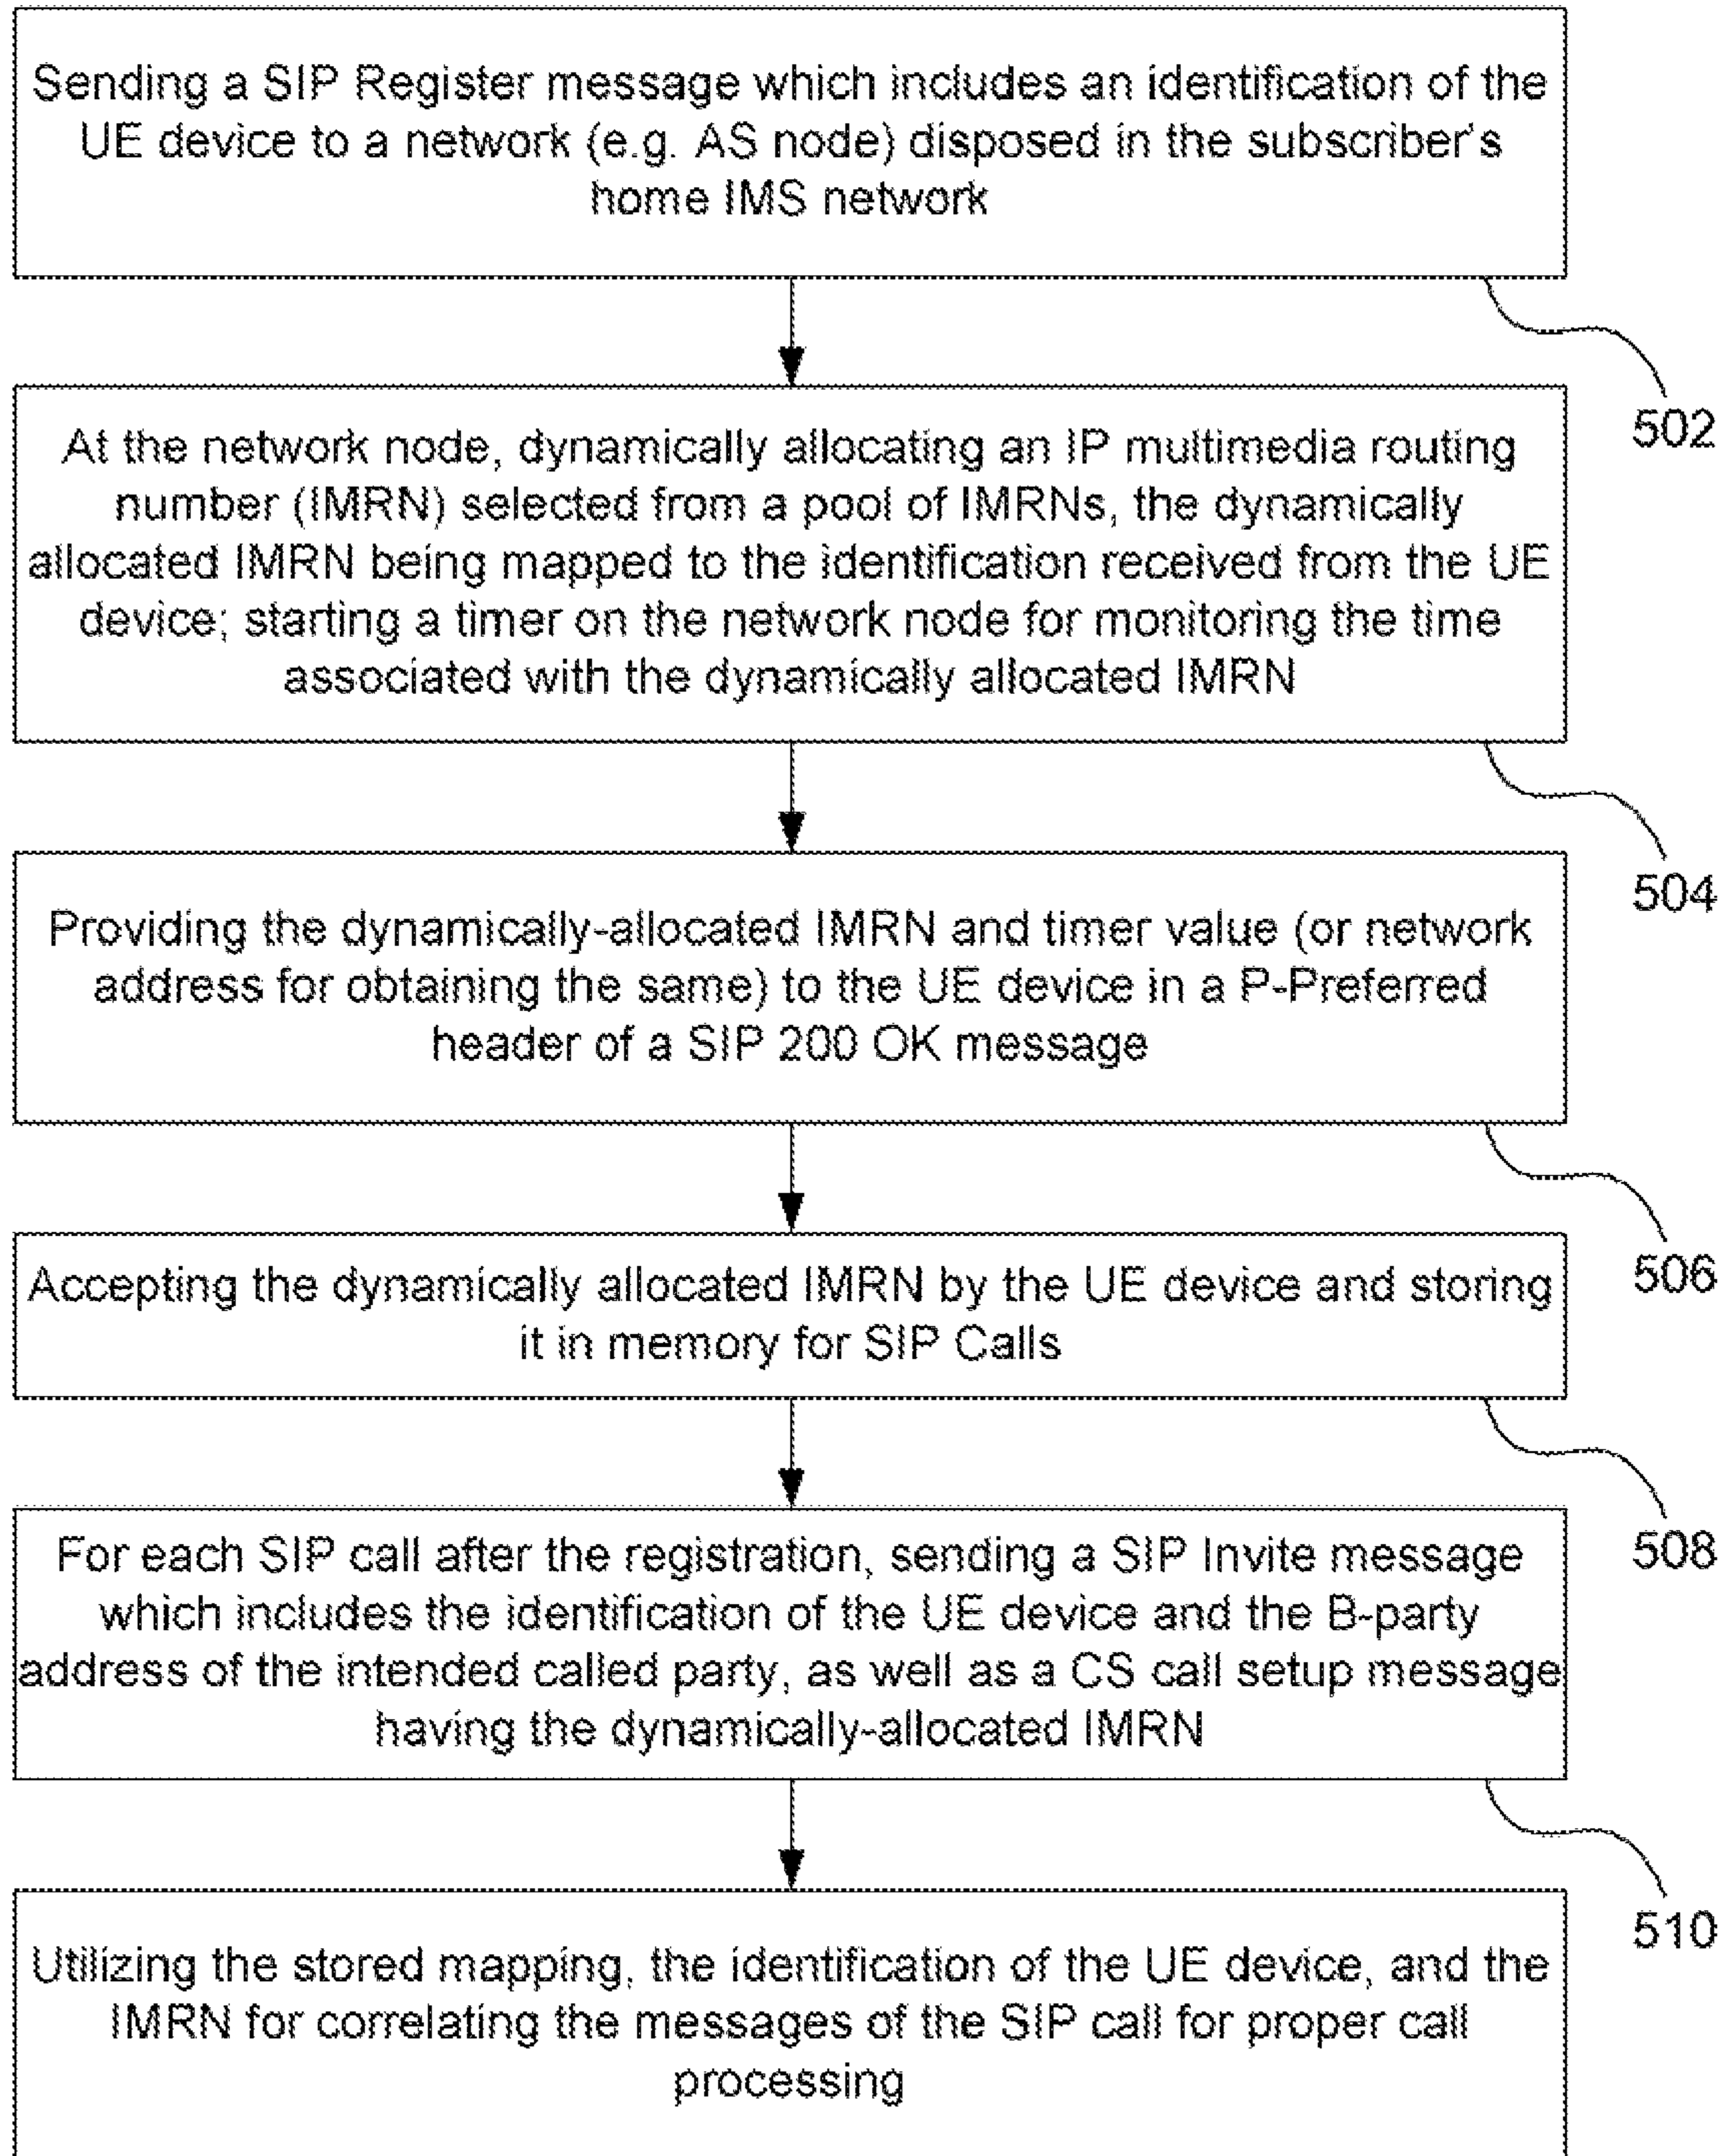 Sending a SIP Register message which includes an identification of the
UE device to a network (e.g. AS node) disposed in the subscriber's
home IMS network
502
At the network node, dynamically allocating an IP multimedia routing
number (IMRN) selected from a pool of IMRNs, the dynamically
allocated IMRN being mapped to the identification received from the UE
device; starting a timer on the network node for monitoring the time
associated with the dynamically allocated IMRN
504
Providing the dynamically-allocated IMRN and timer value (or network
address for obtaining the same) to the UE device in a P-Preferred
header of a SIP 200 OK message
506
Accepting the dynamically allocated IMRN by the UE device and storing
it in memory for SIP Calls
508
For each SIP call after the registration, sending a SIP Invite message
which includes the identification of the UE device and the B-party
address of the intended called party, as well as a CS call setup message
having the dynamically-allocated IMRN
510
Utilizing the stored mapping, the identification of the UE device, and the
IMRN for correlating the messages of the SIP call for proper call
processing